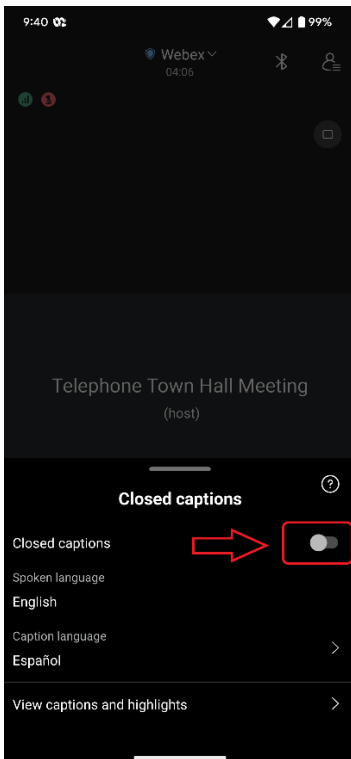 9:40 99%
Webex
04:06
Telephone Town Hall Meeting
(host)
Closed captions
Closed captions
Spoken language
English
Caption language
Español
View captions and highlights